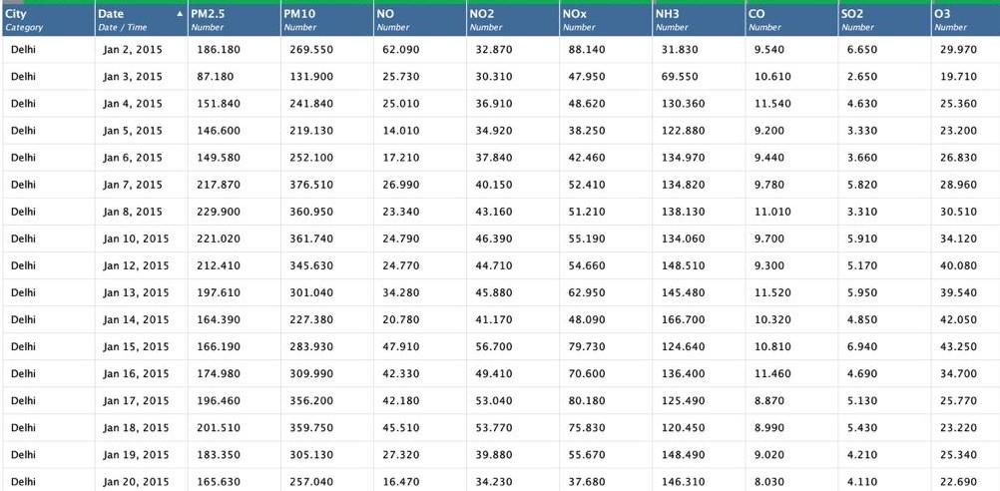 City Date ▲ PM2.5 PM10 NO NO2 NOx NH3 CO SO2 O3
Category Date / Time Number Number Number Number Number Number Number Number Number
Delhi Jan 2, 2015 186.180 269.550 62.090 32.870 88.140 31.830 9.540 6.650 29.970
Delhi Jan 3, 2015 87.180 131.900 25.730 30.310 47.950 69.550 10.610 2.650 19.710
Delhi Jan 4, 2015 151.840 241.840 25.010 36.910 48.620 130.360 11.540 4.630 25.360
Delhi Jan 5, 2015 146.600 219.130 14.010 34.920 38.250 122.880 9.200 3.330 23.200
Delhi Jan 6, 2015 149.580 252.100 17.210 37.840 42.460 134.970 9.440 3.660 26.830
Delhi Jan 7, 2015 217.870 376.510 26.990 40.150 52.410 134.820 9.780 5.820 28.960
Delhi Jan 8, 2015 229.900 360.950 23.340 43.160 51.210 138.130 11.010 3.310 30.510
Delhi Jan 10, 2015 221.020 361.740 24.790 46.390 55.190 134.060 9.700 5.910 34.120
Delhi Jan 12, 2015 212.410 345.630 24.770 44.710 54.660 148.510 9.300 5.170 40.080
Delhi Jan 13, 2015 197.610 301.040 34.280 45.880 62.950 145.480 11.520 5.950 39.540
Delhi Jan 14, 2015 164.390 227.380 20.780 41.170 48.090 166.700 10.320 4.850 42.050
Delhi Jan 15, 2015 166.190 283.930 47.910 56.700 79.730 124.640 10.810 6.940 43.250
Delhi Jan 16, 2015 174.980 309.990 42.330 49.410 70.600 136.400 11.460 4.690 34.700
Delhi Jan 17, 2015 196.460 356.200 42.180 53.040 80.180 125.490 8.870 5.130 25.770
Delhi Jan 18, 2015 201.510 359.750 45.510 53.770 75.830 120.450 8.990 5.430 23.220
Delhi Jan 19, 2015 183.350 305.130 27.320 39.880 55.670 148.490 9.020 4.210 25.340
Delhi Jan 20, 2015 165.630 257.040 16.470 34.230 37.680 146.310 8.030 4.110 22.690